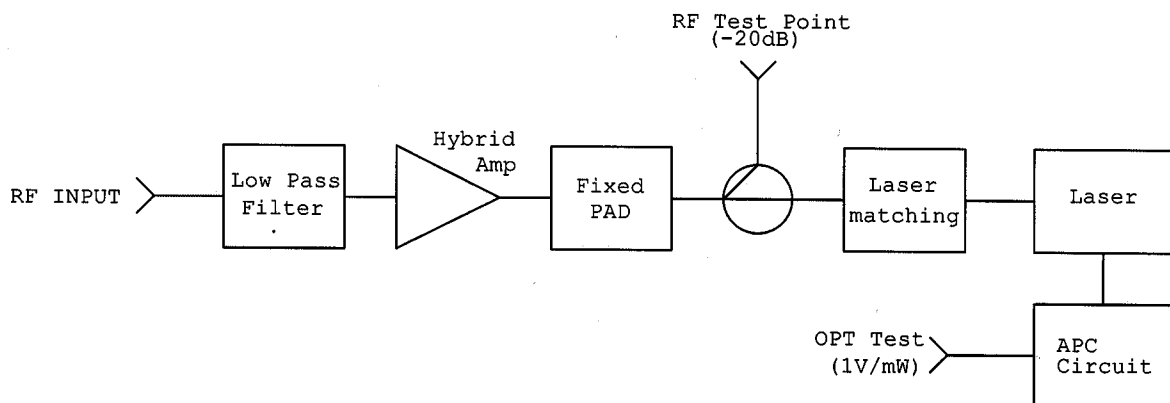 RF Test Point
(-20dB)
Hybrid
Amp
RF INPUT
Low Pass
Filter
Fixed
PAD
Laser
matching
Laser
OPT Test
(1V/mW)
APC
Circuit